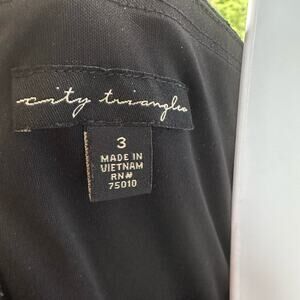 city triangles
3
MADE IN
VIETNAM
RN#
75010